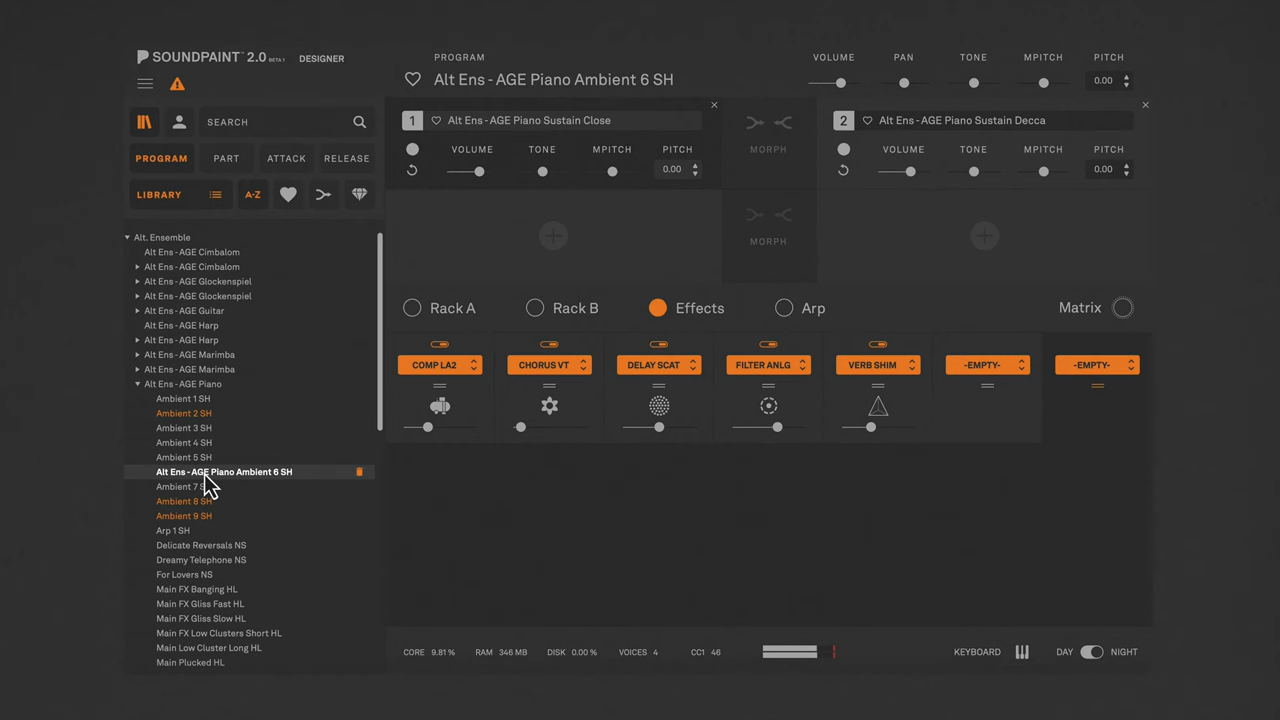 SOUNDPAINT™ 2.0 BETA 1 DESIGNER
PROGRAM
Alt Ens - AGE Piano Ambient 6 SH
VOLUME PAN TONE MPITCH PITCH
0.00
SEARCH
PROGRAM PART ATTACK RELEASE
LIBRARY A-Z
1 Alt Ens - AGE Piano Sustain Close
VOLUME TONE MPITCH PITCH
0.00
MORPH
2 Alt Ens - AGE Piano Sustain Decca
VOLUME TONE MPITCH PITCH
0.00
MORPH
Alt. Ensemble
Alt Ens - AGE Cimbalom
Alt Ens - AGE Cimbalom
Alt Ens - AGE Glockenspiel
Alt Ens - AGE Glockenspiel
Alt Ens - AGE Guitar
Alt Ens - AGE Harp
Alt Ens - AGE Harp
Alt Ens - AGE Marimba
Alt Ens - AGE Marimba
Alt Ens - AGE Piano
Ambient 1 SH
Ambient 2 SH
Ambient 3 SH
Ambient 4 SH
Ambient 5 SH
Alt Ens - AGE Piano Ambient 6 SH
Ambient 7
Ambient 8 SH
Ambient 9 SH
Arp 1 SH
Delicate Reversals NS
Dreamy Telephone NS
For Lovers NS
Main FX Banging HL
Main FX Gliss Fast HL
Main FX Gliss Slow HL
Main FX Low Clusters Short HL
Main Low Cluster Long HL
Main Plucked HL
Rack A Rack B Effects Arp Matrix
COMP LA2 CHORUS VT DELAY SCAT FILTER ANLG VERB SHIM -EMPTY- -EMPTY-
CORE 9.81 % RAM 346 MB DISK 0.00 % VOICES 4 CC1 46 KEYBOARD DAY NIGHT